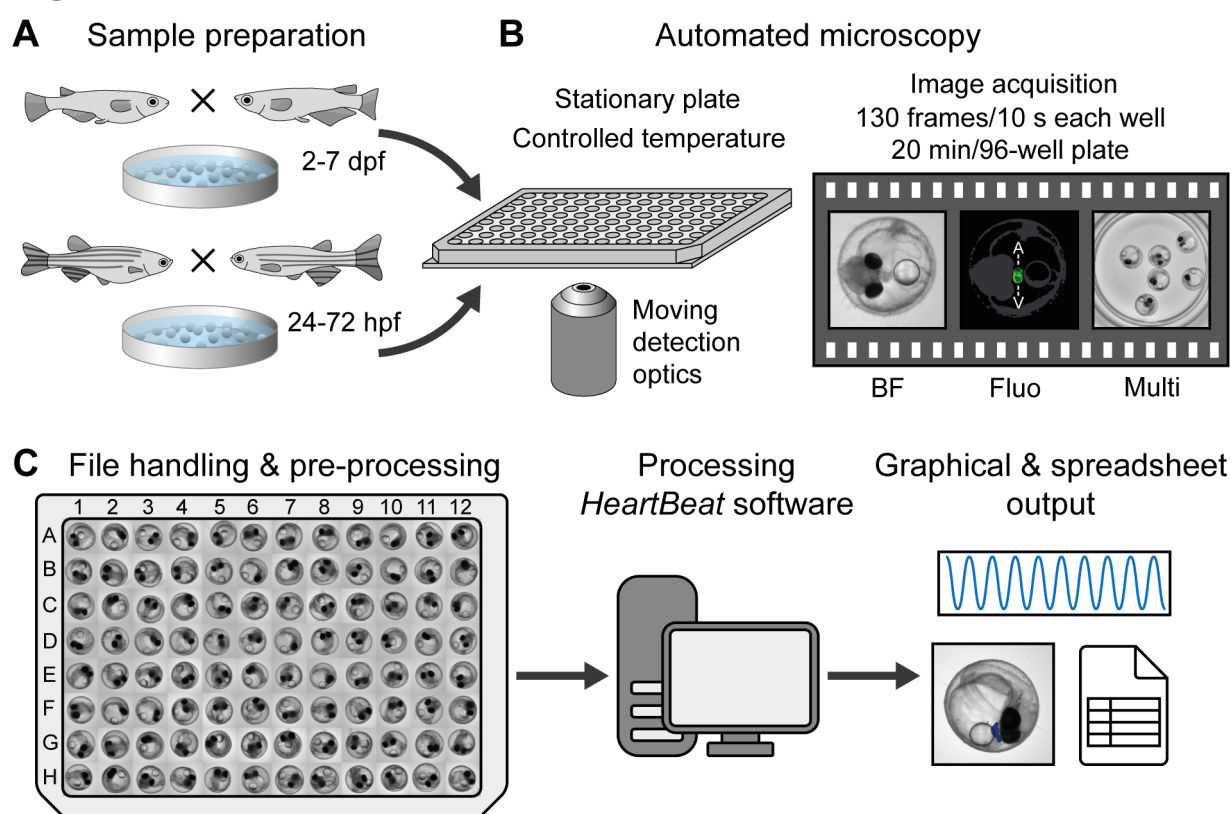 A Sample preparation
2-7 dpf
24-72 hpf
B Automated microscopy
Stationary plate
Controlled temperature
Moving
detection
optics
Image acquisition
130 frames/10 s each well
20 min/96-well plate
A
V
BF Fluo Multi
C File handling & pre-processing
1 2 3 4 5 6 7 8 9 10 11 12
A
B
C
D
E
F
G
H
Processing
HeartBeat software
Graphical & spreadsheet
output